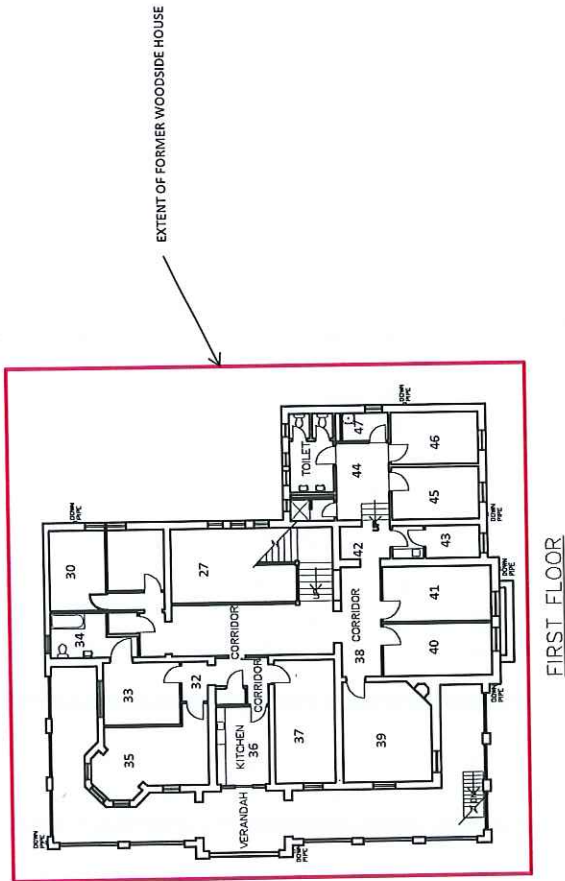 EXTENT OF FORMER WOODSIDE HOUSE
DOWN
PIPE
30
34
33
32
35
27
CORRIDOR
CORRIDOR
KITCHEN
36
37
VERANDAH
38
CORRIDOR
39
40
41
42
43
44
45
46
47
TOILET
UP
UP
DOWN
PIPE
DOWN
PIPE
DOWN
PIPE
DOWN
PIPE
DOWN
PIPE
DOWN
PIPE
DOWN
PIPE
FIRST FLOOR